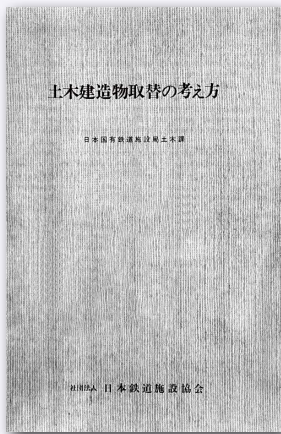 土木建造物取替の考え方
日本国有鉄道施設局土木課
社団法人 日本鉄道施設協会